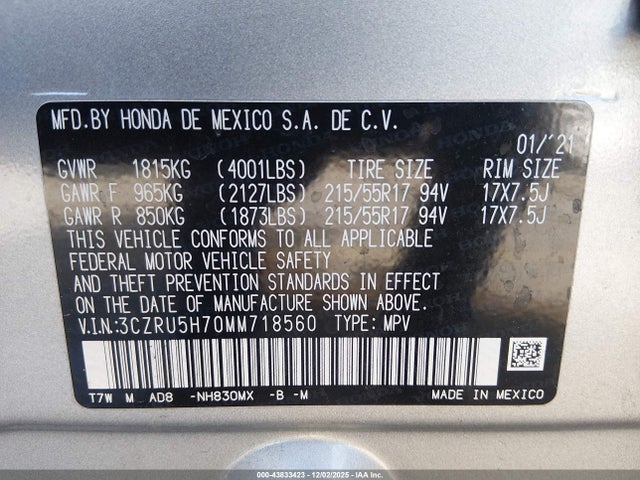 MFD.BY HONDA DE MEXICO S.A. DE C.V.
01/'21
GVWR 1815KG (4001LBS) TIRE SIZE RIM SIZE
GAWR F 965KG (2127LBS) 215/55R17 94V 17X7.5J
GAWR R 850KG (1873LBS) 215/55R17 94V 17X7.5J
THIS VEHICLE CONFORMS TO ALL APPLICABLE
FEDERAL MOTOR VEHICLE SAFETY
AND THEFT PREVENTION STANDARDS IN EFFECT
ON THE DATE OF MANUFACTURE SHOWN ABOVE.
V.I.N:3CZRU5H70MM718560 TYPE: MPV
T7W M AD8 -NH830MX -B -M MADE IN MEXICO
000-43833423 - 12/02/2025 - IAA Inc.